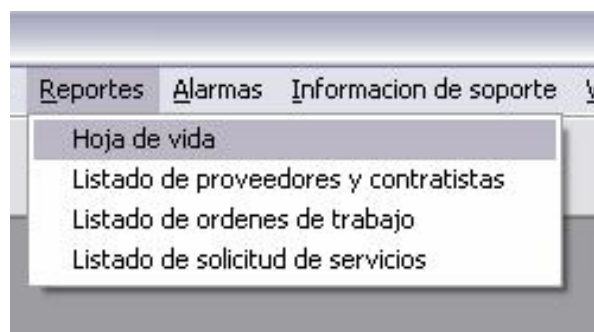 Reportes Alarmas Informacion de soporte
Hoja de vida
Listado de proveedores y contratistas
Listado de ordenes de trabajo
Listado de solicitud de servicios